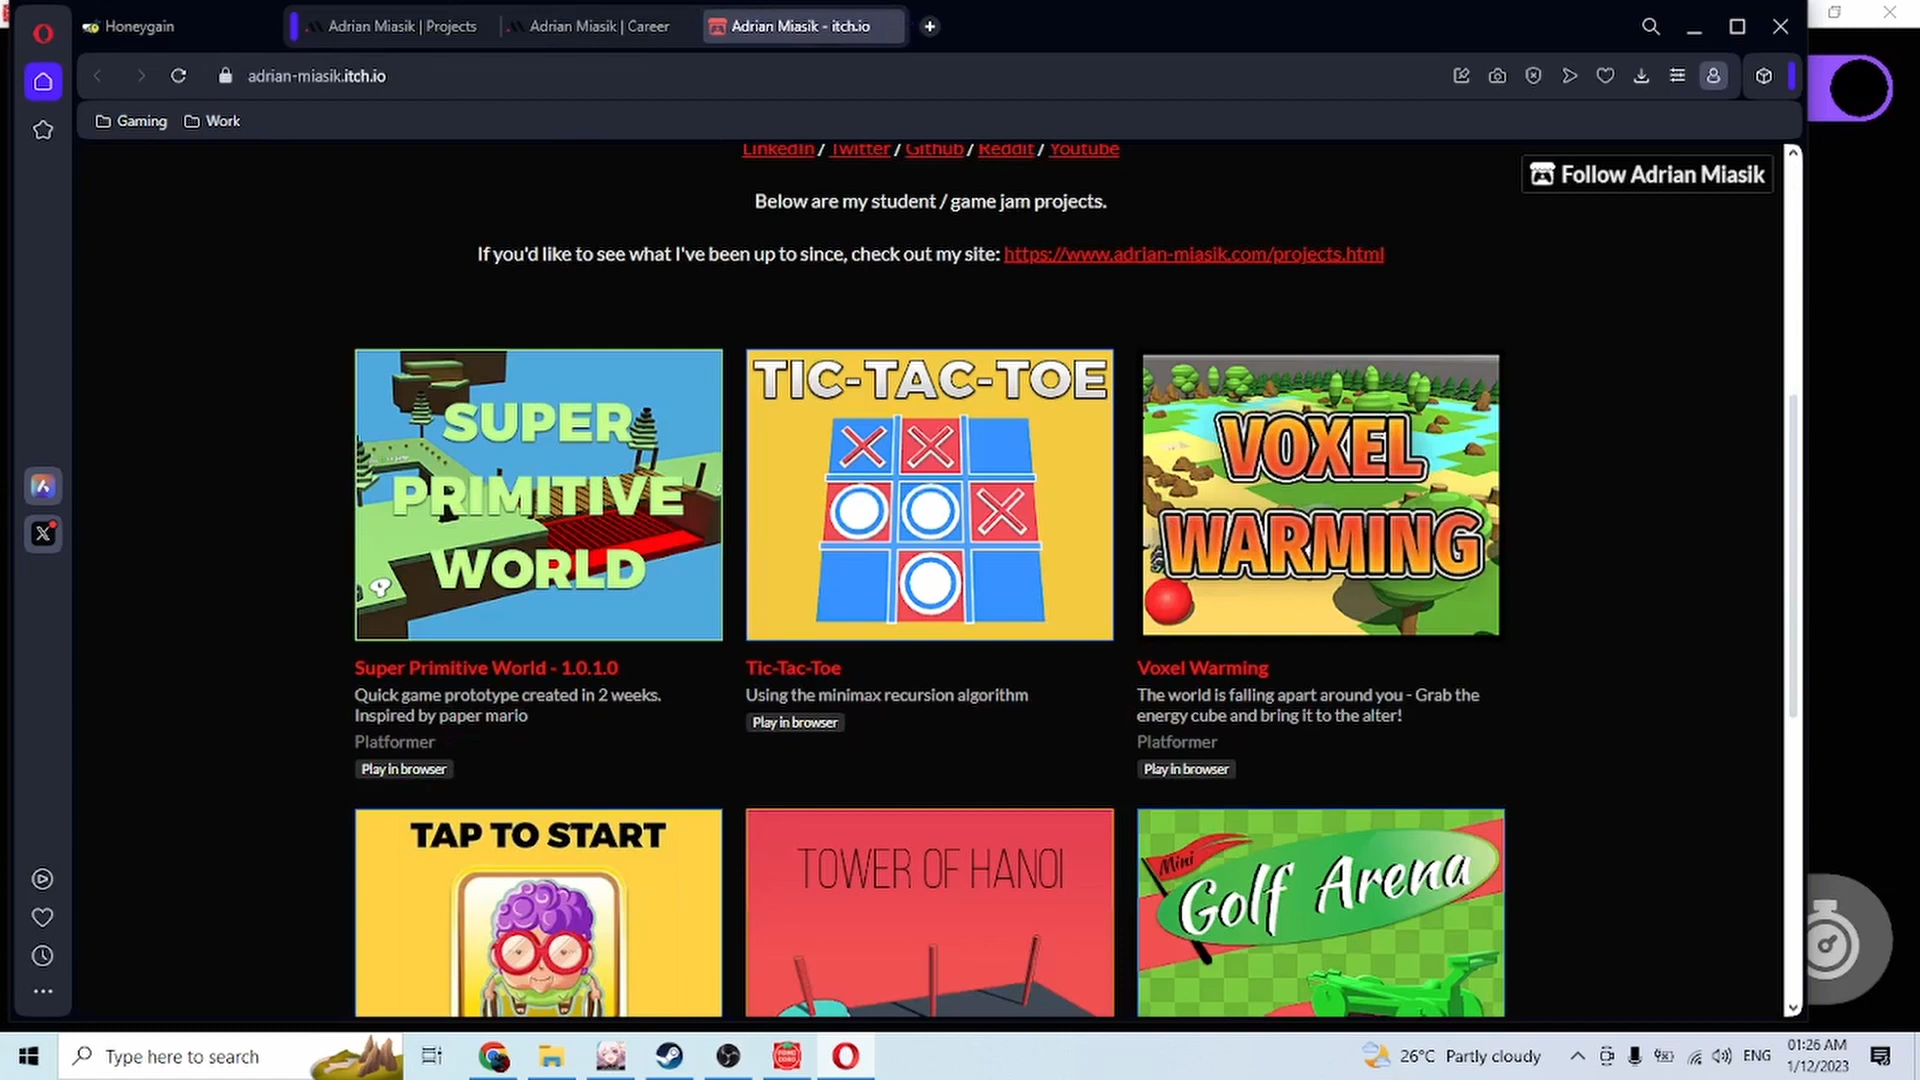 Honeygain
Adrian Miasik | Projects
Adrian Miasik | Career
Adrian Miasik - itch.io
adrian-miasik.itch.io
Gaming
Work
LinkedIn / Twitter / Github / Reddit / Youtube
Follow Adrian Miasik
Below are my student / game jam projects.
If you'd like to see what I've been up to since, check out my site: https://www.adrian-miasik.com/projects.html
SUPER
PRIMITIVE
WORLD
TIC-TAC-TOE
VOXEL
WARMING
Super Primitive World - 1.0.1.0
Quick game prototype created in 2 weeks.
Inspired by paper mario
Platformer
Play in browser
Tic-Tac-Toe
Using the minimax recursion algorithm
Play in browser
Voxel Warming
The world is falling apart around you - Grab the
energy cube and bring it to the alter!
Platformer
Play in browser
TAP TO START
TOWER OF HANOI
Mini
Golf Arena
Type here to search
26°C Partly cloudy
ENG
01:26 AM
1/12/2023